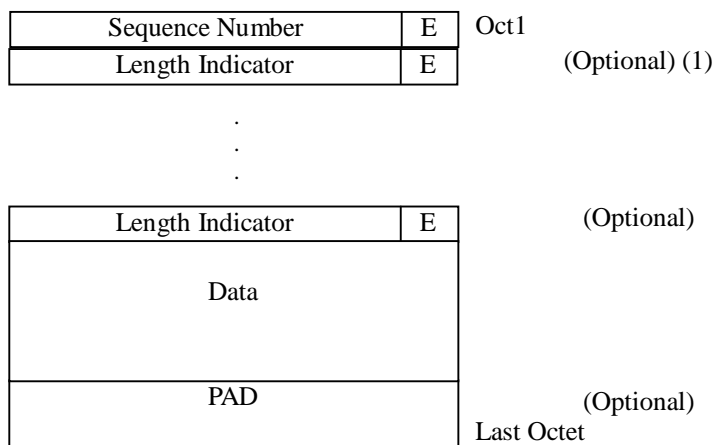 Sequence Number E Oct1
Length Indicator E (Optional) (1)
.
.
.
Length Indicator E (Optional)
Data
PAD (Optional)
Last Octet